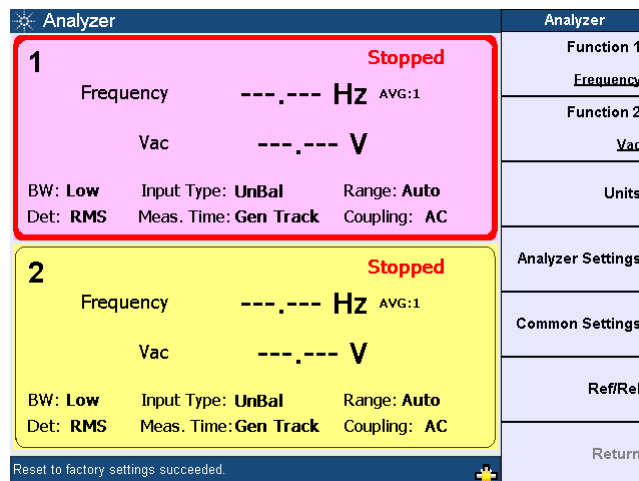 Analyzer
1
Stopped
Frequency ---.--- Hz AVG:1
Vac ---.--- V
BW: Low Input Type: UnBal Range: Auto
Det: RMS Meas. Time: Gen Track Coupling: AC
2
Stopped
Frequency ---.--- Hz AVG:1
Vac ---.--- V
BW: Low Input Type: UnBal Range: Auto
Det: RMS Meas. Time: Gen Track Coupling: AC
Reset to factory settings succeeded.
Analyzer
Function 1
Frequency
Function 2
Vac
Units
Analyzer Settings
Common Settings
Ref/Rel
Return